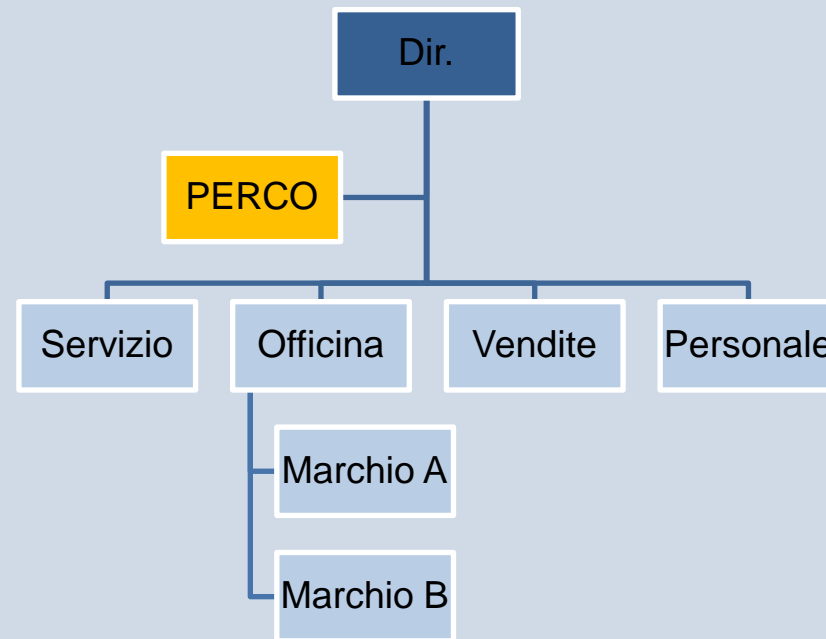 Dir.
PERCO
Servizio
Officina
Vendite
Personale
Marchio A
Marchio B